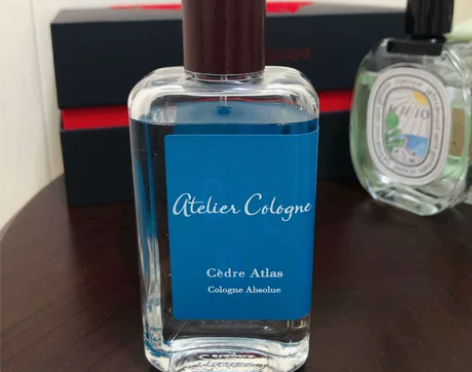 Atelier Cologne
Cèdre Atlas
Cologne Absolue